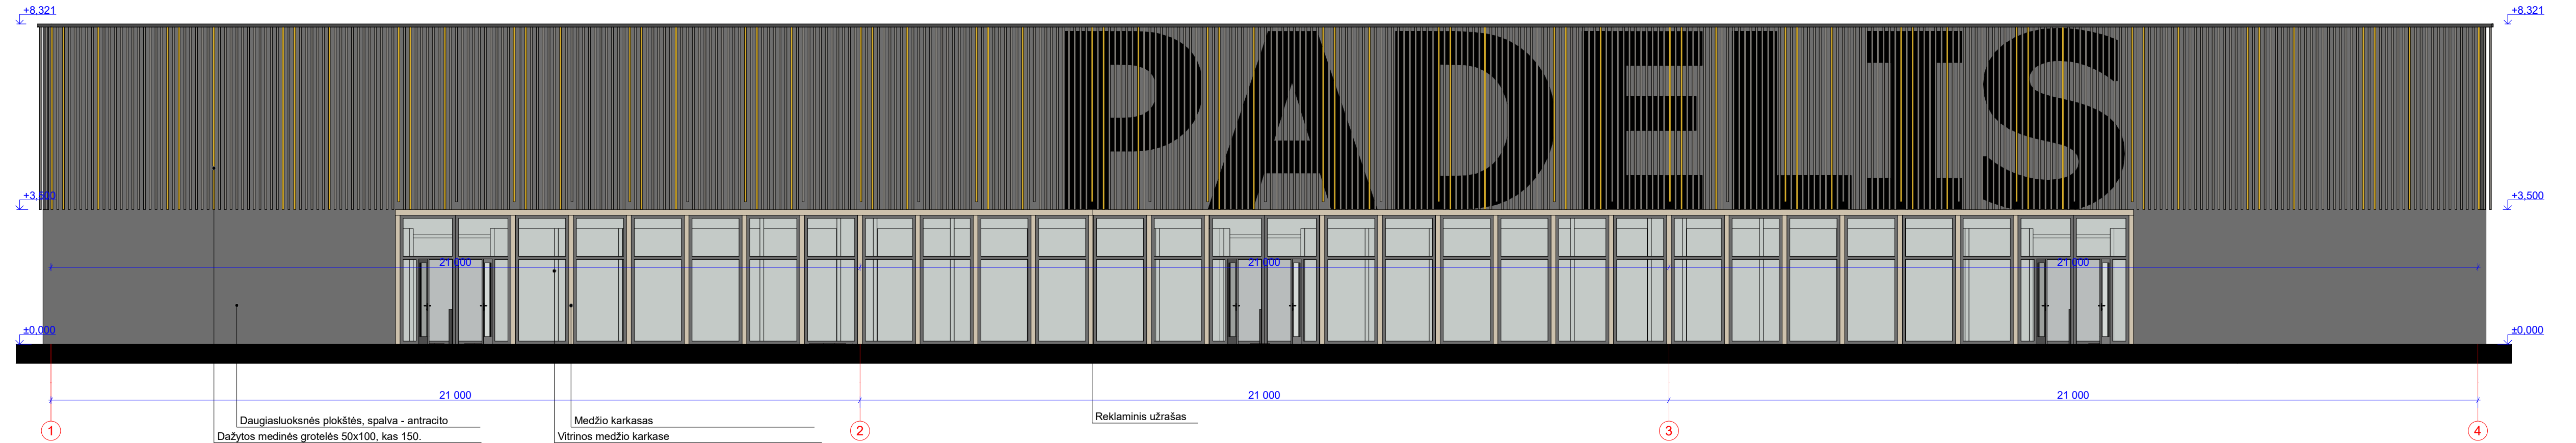 +8,321
+8,321
PADELIS
+3,500
+3,500
21 000
21 000
21 000
±0,000
±0,000
21 000
21 000
21 000
Daugiasluoksnės plokštės, spalva - antracito
Medžio karkasas
Reklaminis užrašas
1
2
3
4
Dažytos medinės grotelės 50x100, kas 150.
Vitrinos medžio karkase